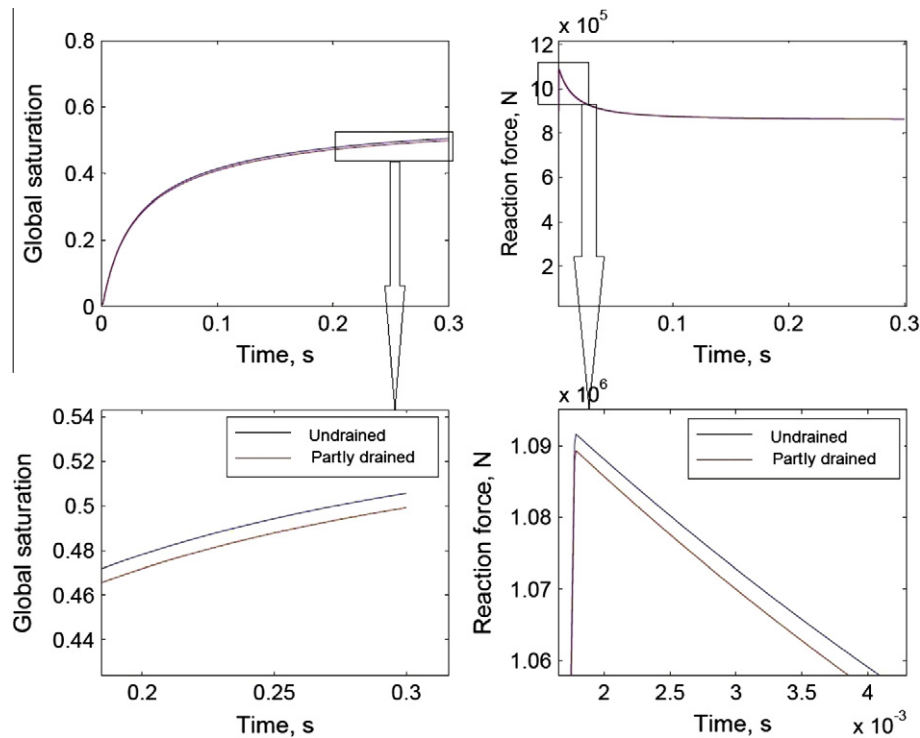 0.8
0.6
0.4
0.2
0
0
0.1
0.2
0.3
Global saturation
Time, s
x 10^5
12
10
8
6
4
2
0.1
0.2
0.3
Reaction force, N
Time, s
0.54
0.52
0.5
0.48
0.46
0.44
0.2
0.25
0.3
Global saturation
Time, s
Undrained
Partly drained
x 10^6
1.09
1.08
1.07
1.06
2
2.5
3
3.5
4
x 10^-3
Reaction force, N
Time, s
Undrained
Partly drained